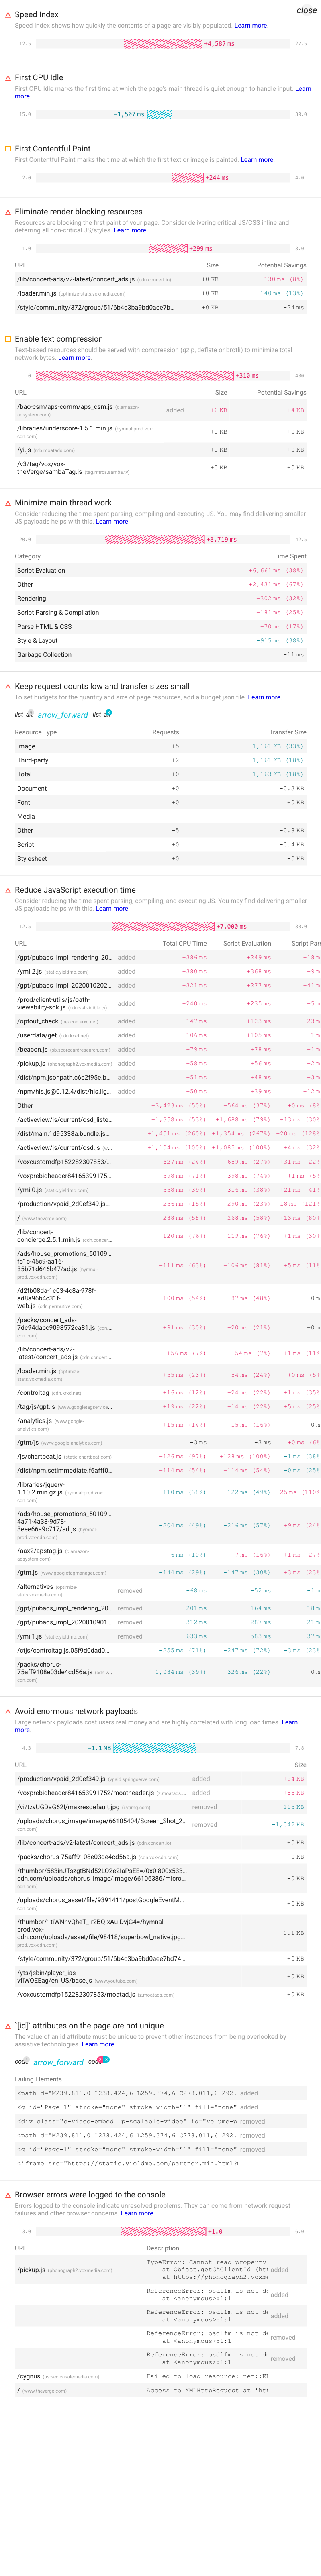 close
Speed Index
Speed Index shows how quickly the contents of a page are visibly populated. Learn more.
12.5 +4,587 ms 27.5
First CPU Idle
First CPU Idle marks the first time at which the page's main thread is quiet enough to handle input. Learn
more.
15.0 −1,507 ms 30.0
First Contentful Paint
First Contentful Paint marks the time at which the first text or image is painted. Learn more.
2.0 +244 ms 4.0
Eliminate render-blocking resources
Resources are blocking the first paint of your page. Consider delivering critical JS/CSS inline and
deferring all non-critical JS/styles. Learn more.
1.0 +299 ms 3.0
URL Size Potential Savings
/lib/concert-ads/v2-latest/concert_ads.js (cdn.concert.io) +0 KB +130 ms (8%)
/loader.min.js (optimize-stats.voxmedia.com) +0 KB −140 ms (13%)
/style/community/372/group/51/6b4c3ba9bd0aee7b... +0 KB −24 ms
Enable text compression
Text-based resources should be served with compression (gzip, deflate or brotli) to minimize total
network bytes. Learn more.
0 +310 ms 400
URL Size Potential Savings
/bao-csm/aps-comm/aps_csm.js (c.amazon-
adsystem.com) added +6 KB +4 KB
/libraries/underscore-1.5.1.min.js (hymnal-prod.vox-
cdn.com) +0 KB +0 KB
/yi.js (mb.moatads.com) +0 KB +0 KB
/v3/tag/vox/vox-
theVerge/sambaTag.js (tag.mtrcs.samba.tv) +0 KB +0 KB
Minimize main-thread work
Consider reducing the time spent parsing, compiling and executing JS. You may find delivering smaller
JS payloads helps with this. Learn more
20.0 +8,719 ms 42.5
Category Time Spent
Script Evaluation +6,661 ms (38%)
Other +2,431 ms (67%)
Rendering +302 ms (32%)
Script Parsing & Compilation +181 ms (25%)
Parse HTML & CSS +70 ms (17%)
Style & Layout −915 ms (38%)
Garbage Collection −11 ms
Keep request counts low and transfer sizes small
To set budgets for the quantity and size of page resources, add a budget.json file. Learn more.
arrow_forward
Resource Type Requests Transfer Size
Image +5 −1,161 KB (33%)
Third-party +2 −1,161 KB (18%)
Total +0 −1,163 KB (18%)
Document +0 −0.3 KB
Font +0 +0 KB
Media
Other −5 −0.8 KB
Script +0 −0.4 KB
Stylesheet +0 −0 KB
Reduce JavaScript execution time
Consider reducing the time spent parsing, compiling, and executing JS. You may find delivering smaller
JS payloads helps with this. Learn more.
12.5 +7,000 ms 30.0
URL Total CPU Time Script Evaluation Script Pars
/gpt/pubads_impl_rendering_20... added +386 ms +249 ms +18 m
/ymi.2.js (static.yieldmo.com) added +380 ms +368 ms +9 m
/gpt/pubads_impl_2020010202... added +321 ms +277 ms +41 m
/prod/client-utils/js/oath-
viewability-sdk.js added +240 ms +235 ms +5 m
/optout_check (beacon.krxd.net) added +147 ms +123 ms +23 m
/userdata/get (cdn.krxd.net) added +106 ms +105 ms +1 m
/beacon.js (sb.scorecardresearch.com) added +79 ms +78 ms +1 m
/pickup.js (phonograph2.voxmedia.com) added +58 ms +56 ms +2 m
/dist/npm.jsonpath.c6e2f95e.b... added +51 ms +48 ms +3 m
/npm/hls.js@0.12.4/dist/hls.lig... added +50 ms +39 ms +12 m
Other +3,423 ms (50%) +564 ms (37%) +0 ms (8%
/activeview/js/current/osd_liste... +1,358 ms (53%) +1,688 ms (79%) +13 ms (30%
/dist/main.1d95338a.bundle.js... +1,451 ms (260%) +1,354 ms (267%) +20 ms (128%
/activeview/js/current/osd.js +1,104 ms (100%) +1,085 ms (100%) +4 ms (32%
/voxcustomdfp152282307853/... +627 ms (24%) +659 ms (27%) +31 ms (22%
/voxprebidheader84165399175... +398 ms (71%) +398 ms (74%) +1 ms (5%
/ymi.0.js (static.yieldmo.com) +358 ms (39%) +316 ms (38%) +21 ms (41%
/production/vpaid_2d0ef349.js... +256 ms (15%) +290 ms (23%) +18 ms (121%
/ (www.theverge.com) +288 ms (58%) +268 ms (58%) +13 ms (80%
/lib/concert-
concierge.2.5.1.min.js (cdn.concer... +120 ms (76%) +119 ms (76%) +1 ms (30%
/ads/house_promotions_50109...
fc1c-45c9-aa16-
35b71d646b47/ad.js (hymnal-
prod.vox-cdn.com) +111 ms (63%) +106 ms (81%) +5 ms (11%
/d2fb08da-1c03-4c8a-978f-
ad8a96b4c31f-
web.js (cdn.permutive.com) +100 ms (54%) +87 ms (48%) −0 m
/packs/concert_ads-
7dc94dabc9098572ca81.js (cdn....
cdn.com) +91 ms (30%) +20 ms (21%) +0 m
/lib/concert-ads/v2-
latest/concert_ads.js (cdn.concert.... +56 ms (7%) +54 ms (7%) +1 ms (11%
/loader.min.js (optimize-
stats.voxmedia.com) +55 ms (23%) +54 ms (24%) +0 ms (5%
/controltag (cdn.krxd.net) +16 ms (12%) +24 ms (22%) +1 ms (35%
/tag/js/gpt.js (www.googletagservice... +19 ms (22%) +14 ms (22%) +5 ms (25%
/analytics.js (www.google-
analytics.com) +15 ms (14%) +15 ms (16%) +0 m
/gtm/js (www.google-analytics.com) −3 ms −3 ms +0 ms (6%
/js/chartbeat.js (static.chartbeat.com) +126 ms (97%) +128 ms (100%) −1 ms (38%
/dist/npm.setimmediate.f6afff0... +114 ms (54%) +114 ms (54%) −0 ms (25%
/libraries/jquery-
1.10.2.min.gz.js (hymnal-prod.vox-
cdn.com) −110 ms (38%) −122 ms (49%) +25 ms (110%
/ads/house_promotions_50109...
4a71-4a38-9d78-
3eee66a9c717/ad.js (hymnal-
prod.vox-cdn.com) −204 ms (49%) −214 ms (57%) +9 ms (24%
/aax2/apstag.js (c.amazon-
adsystem.com) −6 ms (10%) +7 ms (16%) +1 ms (27%
/gtm.js (www.googletagmanager.com) −144 ms (29%) −147 ms (30%) +3 ms (23%
/alternatives (optimize-
stats.voxmedia.com) removed −68 ms −52 ms −1 m
/gpt/pubads_impl_rendering_20... removed −201 ms −164 ms −18 m
/gpt/pubads_impl_2020010901... removed −312 ms −287 ms −21 m
/ymi.1.js (static.yieldmo.com) removed −633 ms −583 ms −37 m
/ctjs/controltag.js.05f9d0dad0... −255 ms (71%) −247 ms (72%) −3 ms (23%
/packs/chorus-
75aff9108e03de4cd56a.js
cdn.com) −1,084 ms (39%) −326 ms (22%) −0 m
Avoid enormous network payloads
Large network payloads cost users real money and are highly correlated with long load times. Learn
more.
4.3 −1.1 MB 7.0
URL Size
/production/vpaid_2d0ef349.js added +94 KB
/voxprebidheader841653991752/moatheader.js (z.moatads.... added +88 KB
/vi/tzvUGDaG62I/maxresdefault.jpg (i.ytimg.com) removed −115 KB
/uploads/chorus_image/image/66105404/Screen_Shot_2...
cdn.com) removed −1,042 KB
/lib/concert-ads/v2-latest/concert_ads.js (cdn.concert.io) +0 KB
/packs/chorus-75aff9108e03de4cd56a.js (cdn.vox-cdn.com) −0 KB
/thumbor/583inJTszgtBNd52LO2e2IaPsEE=/0x0:800x533...
cdn.com/uploads/chorus_image/image/66106386/micro...
cdn.com) −0 KB
/uploads/chorus_asset/file/9391411/postGoogleEventM...
cdn.com) −0 KB
/thumbor/1tiWNnvQheT_-r2BQIxAu-DvjG4=/hymnal-
prod.vox-
cdn.com/uploads/asset/file/98418/superbowl_native.jpg...
prod.vox-cdn.com) −0.1 KB
/style/community/372/group/51/6b4c3ba9bd0aee7bd74... +0 KB
/yts/jsbin/player_ias-
vflWQEEag/en_US/base.js (www.youtube.com) +0 KB
/voxcustomdfp152282307853/moatad.js (z.moatads.com) +0 KB
`[id]` attributes on the page are not unique
The value of an id attribute must be unique to prevent other instances from being overlooked by
assistive technologies. Learn more.
arrow_forward
Failing Elements
<path d="M239.811,0 L238.424,6 L259.374,6 C278.011,6 292. added
<g id="Page-1" stroke="none" stroke-width="1" fill="none" added
<div class="c-video-embed p-scalable-video" id="volume-p removed
<path d="M239.811,0 L238.424,6 L259.374,6 C278.011,6 292. removed
<g id="Page-1" stroke="none" stroke-width="1" fill="none" removed
<iframe src="https://static.yieldmo.com/partner.min.html?
Browser errors were logged to the console
Errors logged to the console indicate unresolved problems. They can come from network request
failures and other browser concerns. Learn more
3.0 +1.0 6.0
URL Description
/pickup.js (phonograph2.voxmedia.com) TypeError: Cannot read property
at Object.getGAClientId (htt added
at https://phonograph2.voxme
ReferenceError: osdlfm is not de
at <anonymous>:1:1 added
ReferenceError: osdlfm is not de
at <anonymous>:1:1 added
ReferenceError: osdlfm is not de
at <anonymous>:1:1 removed
ReferenceError: osdlfm is not de
at <anonymous>:1:1 removed
/cygnus (as-sec.casalemedia.com) Failed to load resource: net::ER
/ (www.theverge.com) Access to XMLHttpRequest at 'htt